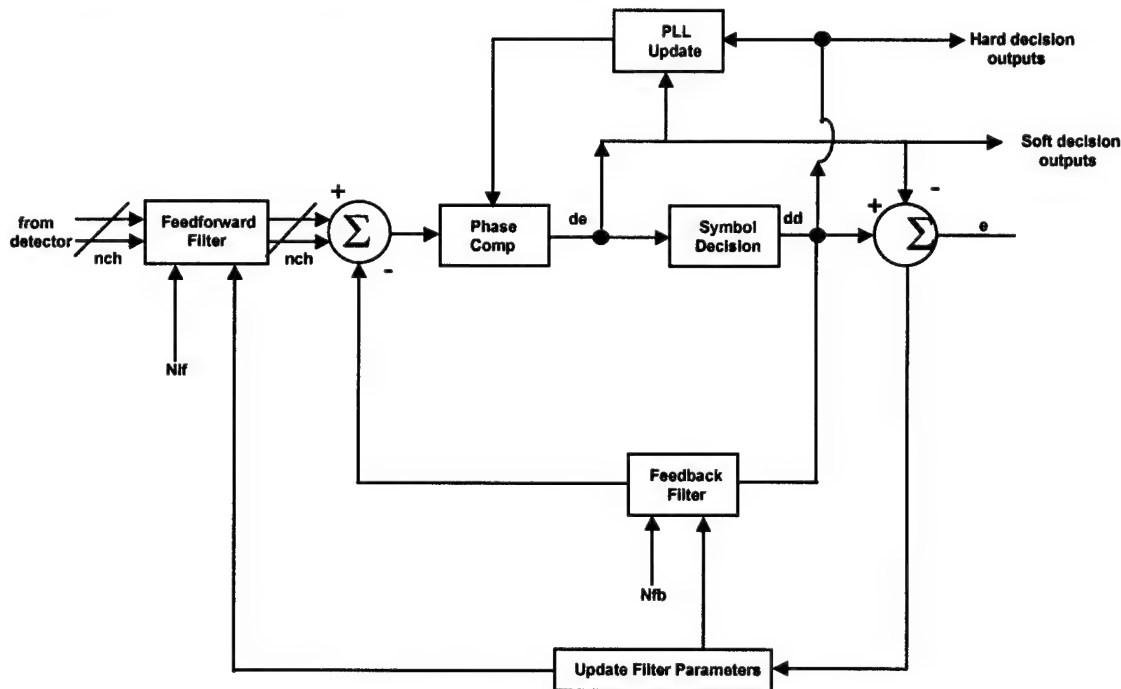 PLL
Update
Hard decision
outputs
Soft decision
outputs
from
detector
nch
Feedforward
Filter
nch
+
Σ
-
Phase
Comp
de
Symbol
Decision
dd
+
-
Σ
e
Nff
Feedback
Filter
Nfb
Update Filter Parameters